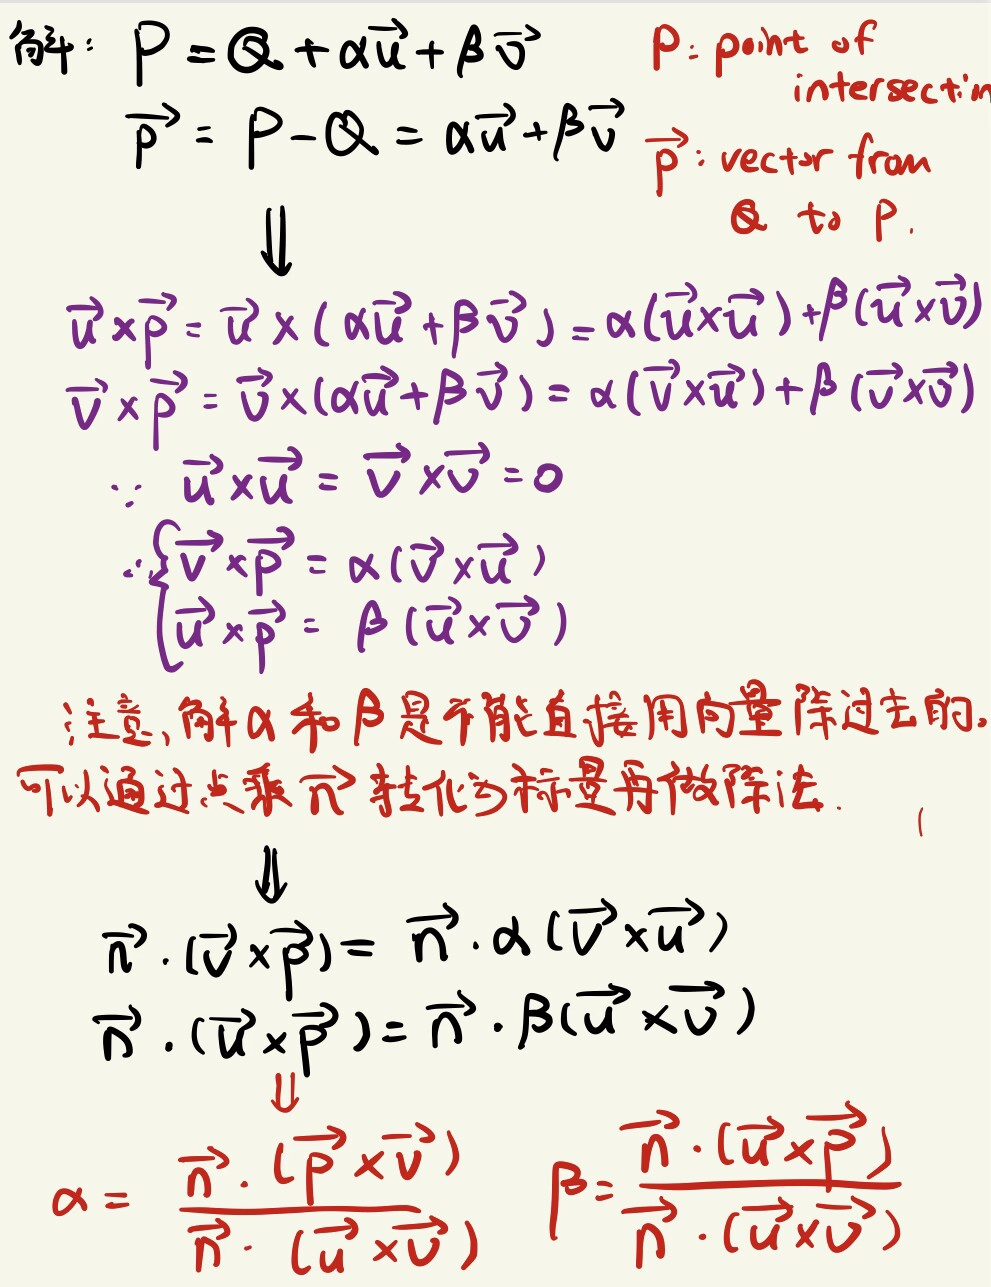 解: P = Q + αu⃗ + βv⃗
P: point of
intersection
p⃗ = P - Q = αu⃗ + βv⃗
p⃗: vector from
Q to P.
⇓
u⃗ × p⃗ = u⃗ × (αu⃗ + βv⃗) = α(u⃗ × u⃗) + β(u⃗ × v⃗)
v⃗ × p⃗ = v⃗ × (αu⃗ + βv⃗) = α(v⃗ × u⃗) + β(v⃗ × v⃗)
∵ u⃗ × u⃗ = v⃗ × v⃗ = 0
∴ { v⃗ × p⃗ = α(v⃗ × u⃗)
u⃗ × p⃗ = β(u⃗ × v⃗)
注意、解α和β是不能直接用向量除过去的。
可以通过点乘n⃗转化为标量再做除法.
⇓
n⃗ · (v⃗ × p⃗) = n⃗ · α(v⃗ × u⃗)
n⃗ · (u⃗ × p⃗) = n⃗ · β(u⃗ × v⃗)
⇓
α = n⃗ · (p⃗ × v⃗) / n⃗ · (u⃗ × v⃗) β = n⃗ · (u⃗ × p⃗) / n⃗ · (u⃗ × v⃗)